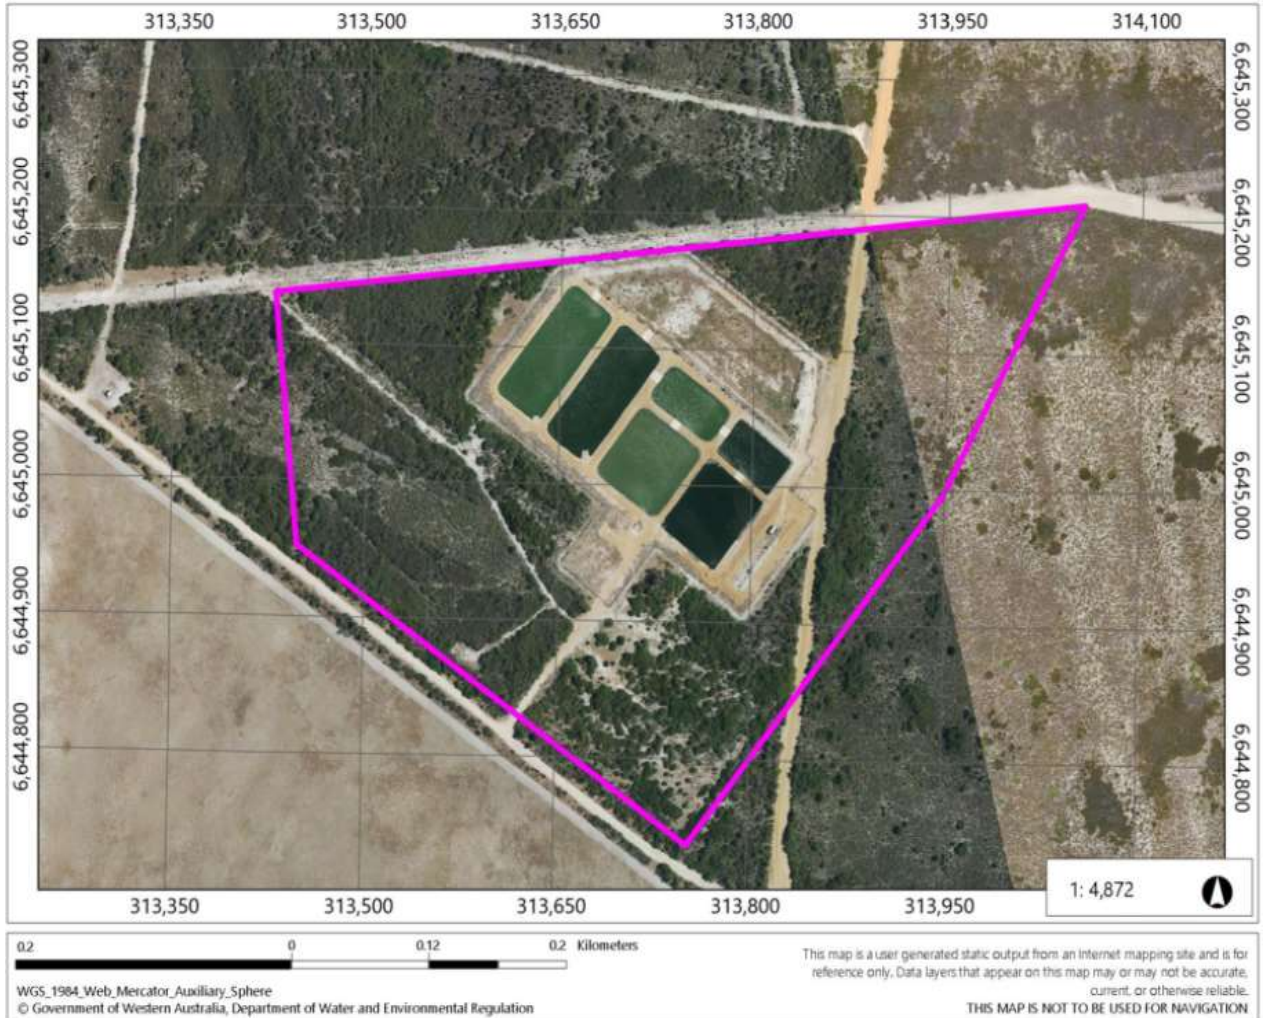 313,350 313,500 313,650 313,800 313,950 314,100
6,645,300 6,645,300
6,645,200 6,645,200
6,645,100 6,645,100
6,645,000 6,645,000
6,644,900 6,644,900
6,644,800 6,644,800
1: 4,872
313,350 313,500 313,650 313,800 313,950
0.2 0 0.12 0.2 Kilometers
WGS_1984_Web_Mercator_Auxiliary_Sphere
© Government of Western Australia, Department of Water and Environmental Regulation
This map is a user generated static output from an Internet mapping site and is for
reference only. Data layers that appear on this map may or may not be accurate,
current, or otherwise reliable.
THIS MAP IS NOT TO BE USED FOR NAVIGATION